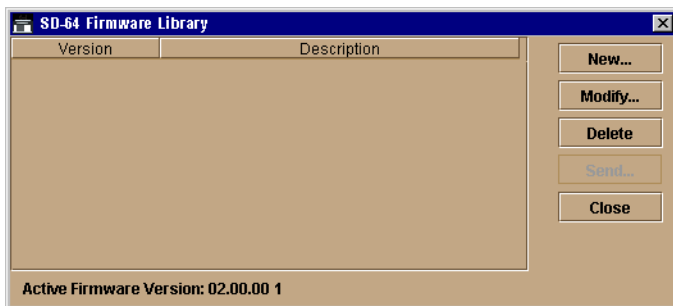 SD-64 Firmware Library
Version Description
New...
Modify...
Delete
Send...
Close
Active Firmware Version: 02.00.00 1